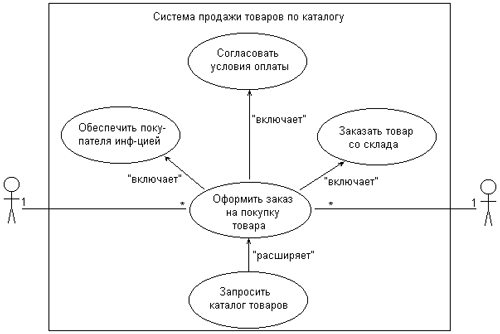 Система продажи товаров по каталогу
Согласовать
условия оплаты
Обеспечить поку-
пателя инф-цией
"включает"
Заказать товар
со склада
"включает"
"включает"
1
*
Оформить заказ
на покупку
товара
*
1
"расширяет"
Запросить
каталог товаров